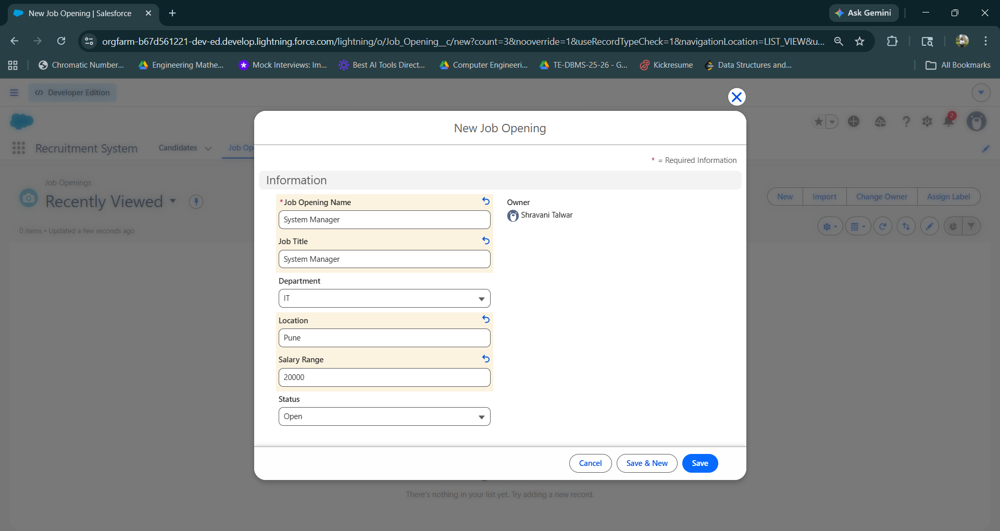 New Job Opening | Salesforce
Ask Gemini
orgfarm-b67d561221-dev-ed.develop.lightning.force.com/lightning/o/Job_Opening__c/new?count=3&nooverride=1&useRecordTypeCheck=1&navigationLocation=LIST_VIEW&u...
Chromatic Number...
Engineering Mathe...
Mock Interviews: Im...
Best AI Tools Direct...
Computer Engineeri...
TE-DBMS-25-26 - G...
Kickresume
Data Structures and...
All Bookmarks
Developer Edition
2
Recruitment System
Candidates
Job Op
Job Openings
Recently Viewed
0 items • Updated a few seconds ago
New
Import
Change Owner
Assign Label
New Job Opening
* = Required Information
Information
*Job Opening Name
System Manager
Owner
Shravani Talwar
Job Title
System Manager
Department
IT
Location
Pune
Salary Range
20000
Status
Open
Cancel
Save & New
Save
There's nothing in your list yet. Try adding a new record.